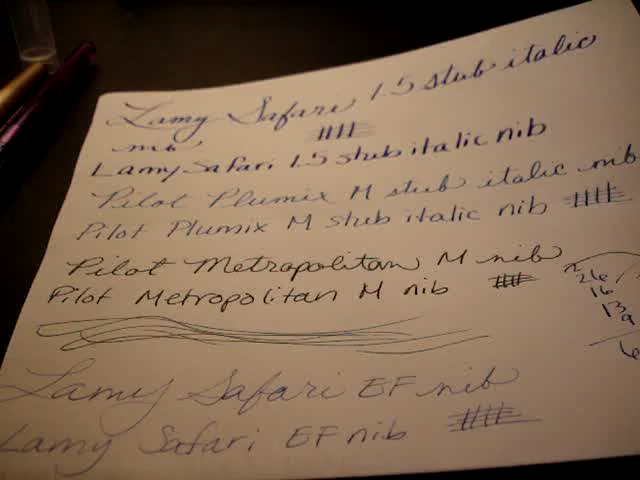 Lamy Safari 1.5 stub italic
nib
Lamy Safari 1.5 stub italic nib
Pilot Plumix M stub italic nib
Pilot Plumix M stub italic nib
Pilot Metropolitan M nib
Pilot Metropolitan M nib
26
16
Lamy Safari EF nib
Lamy Safari EF nib